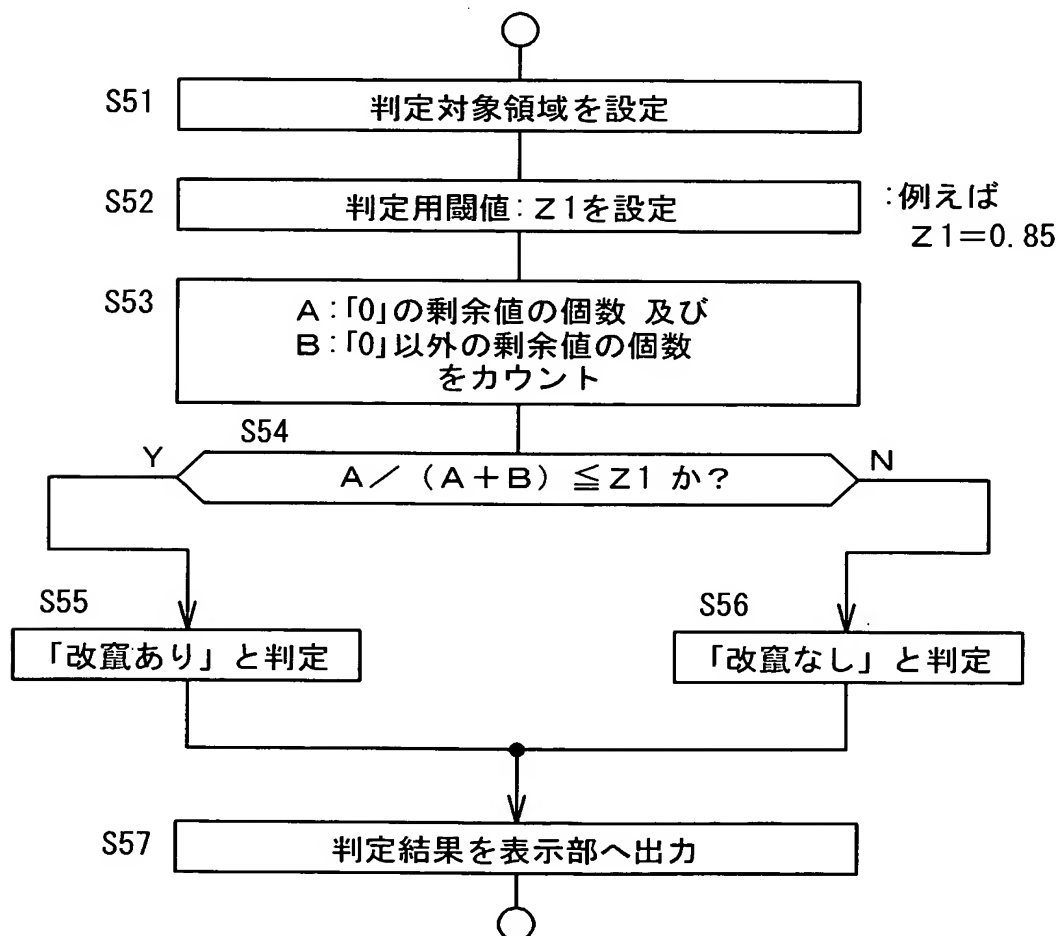 S51
判定対象領域を設定
S52
判定用閾値:Z1を設定
:例えば
Z1=0.85
S53
A:「0」の剰余値の個数 及び
B:「0」以外の剰余値の個数
をカウント
S54
Y
A/(A+B)≦Z1か?
N
S55
「改竄あり」と判定
S56
「改竄なし」と判定
S57
判定結果を表示部へ出力